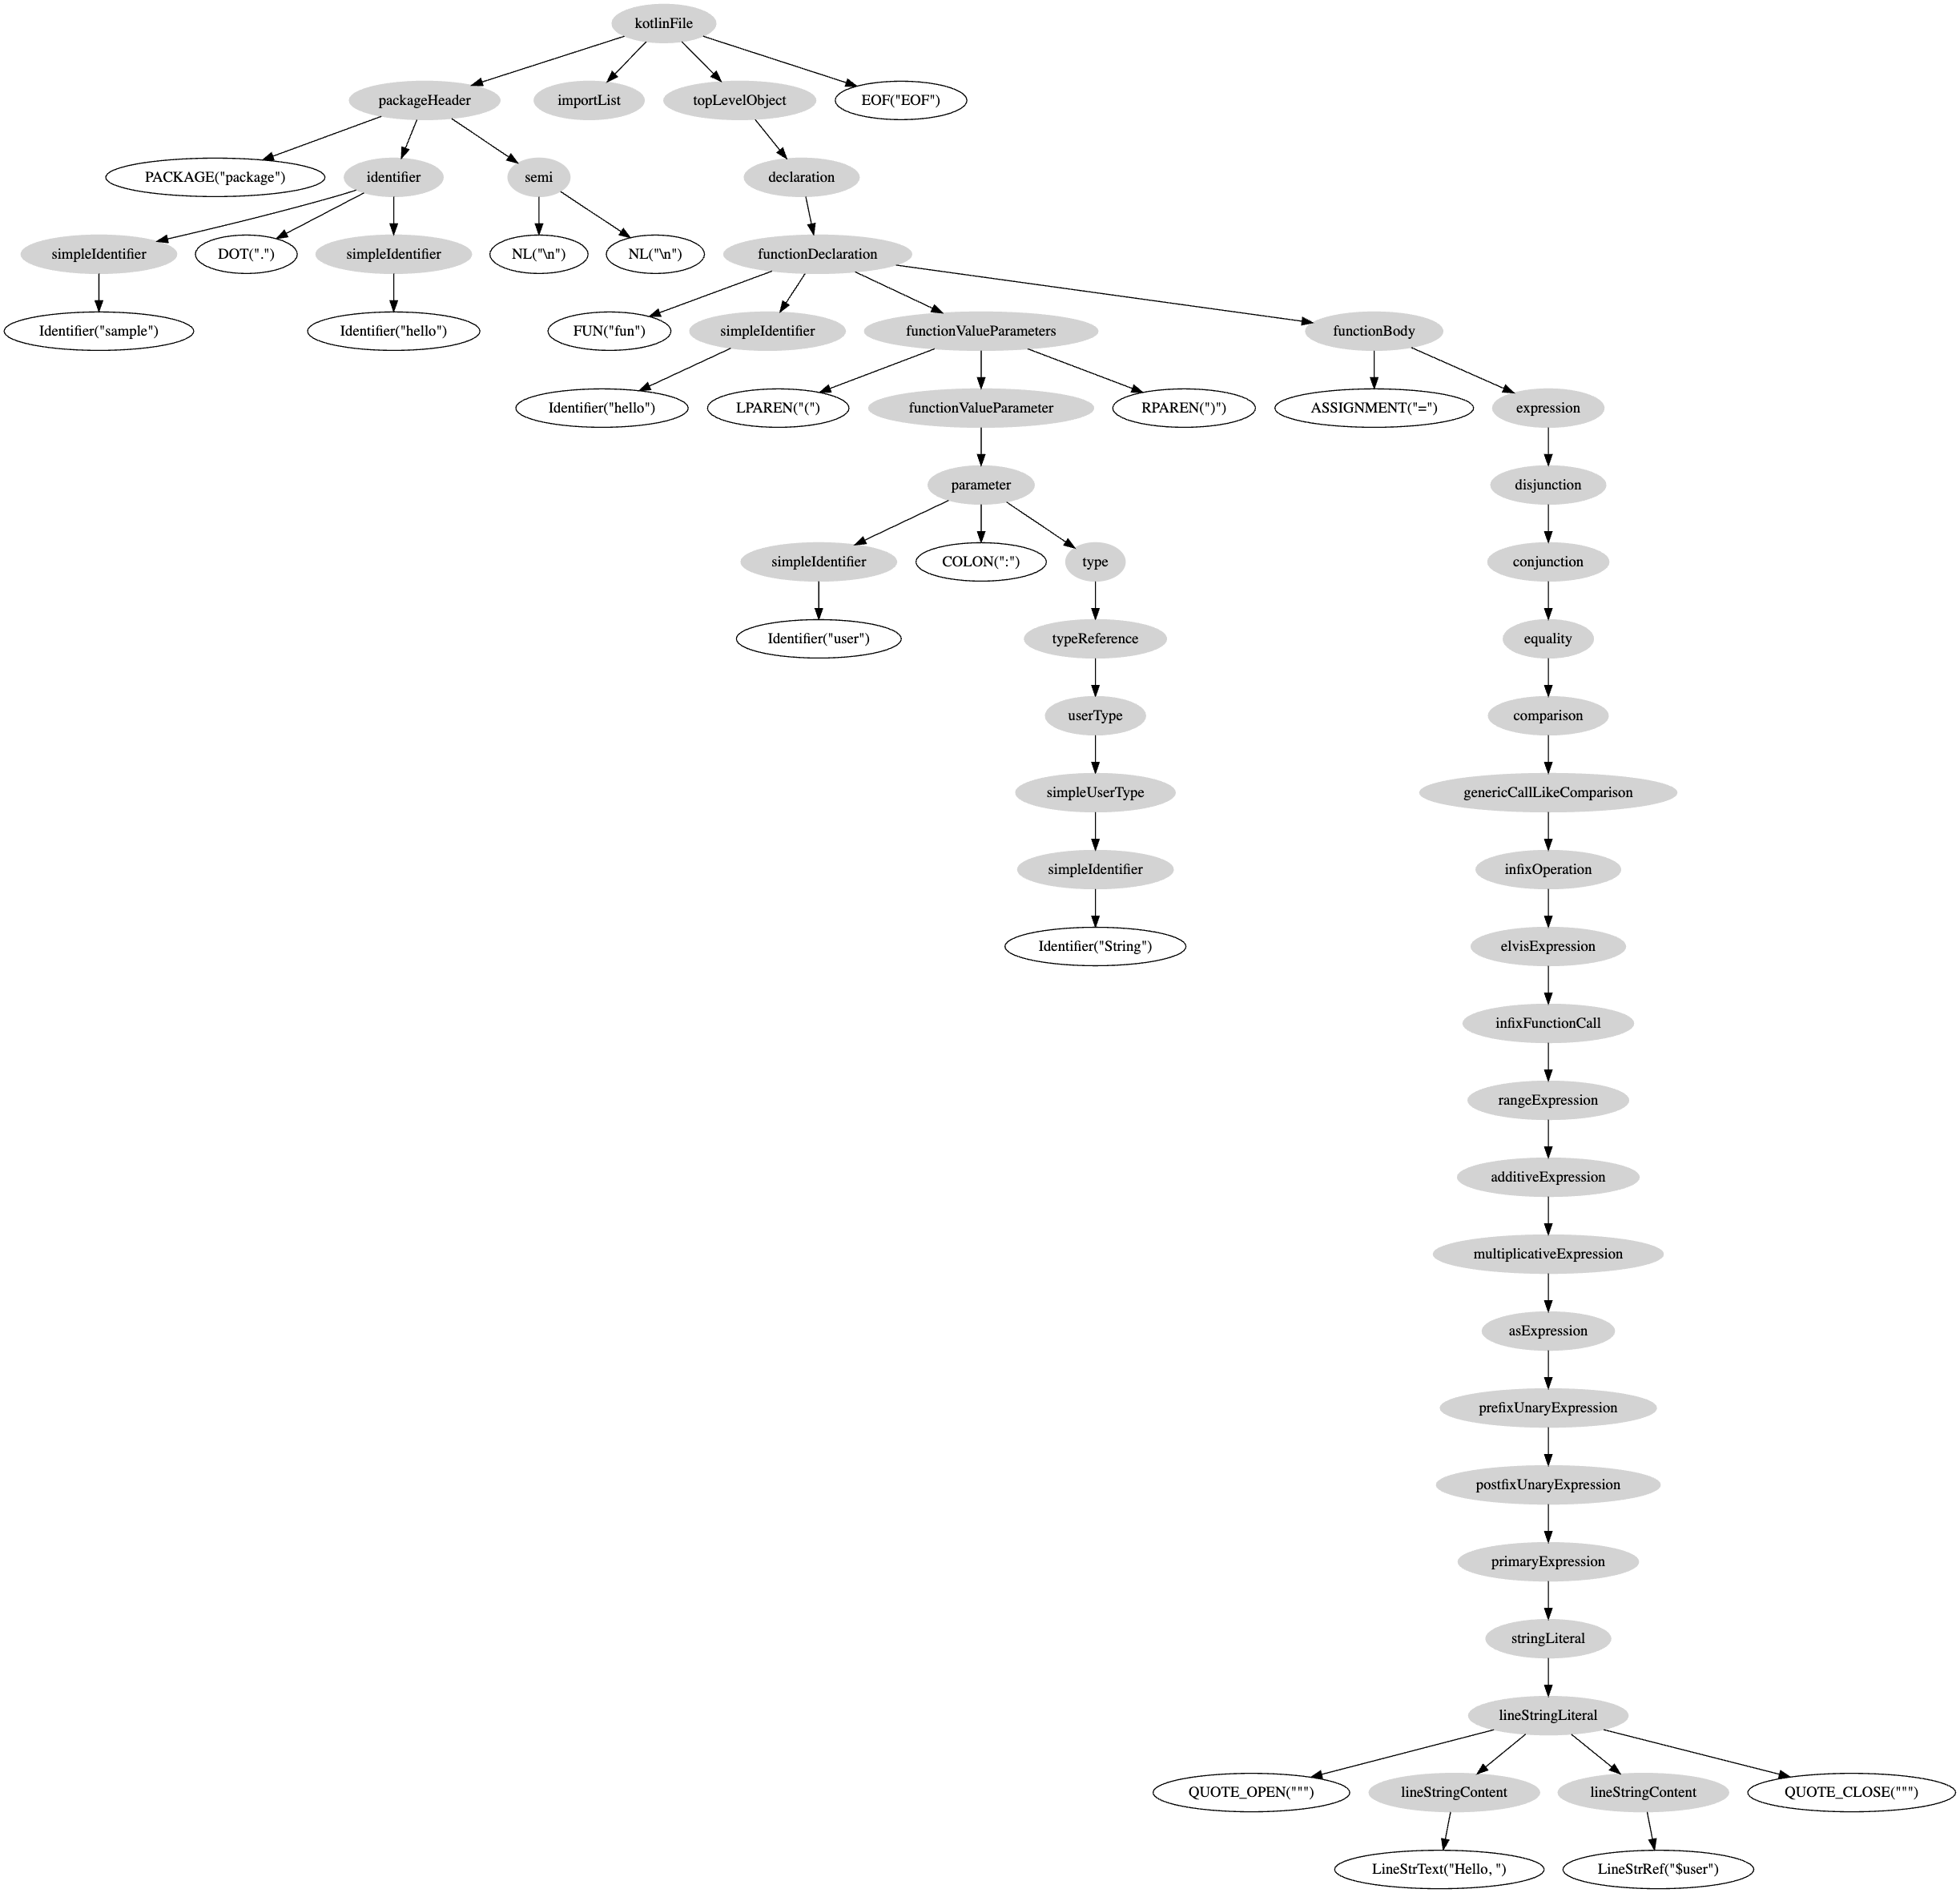 kotlinFile
packageHeader
importList
topLevelObject
EOF("EOF")
PACKAGE("package")
identifier
semi
declaration
simpleIdentifier
DOT(".")
simpleIdentifier
NL("\n")
NL("\n")
functionDeclaration
Identifier("sample")
Identifier("hello")
FUN("fun")
simpleIdentifier
functionValueParameters
functionBody
Identifier("hello")
LPAREN("(")
functionValueParameter
RPAREN(")")
ASSIGNMENT("=")
expression
parameter
disjunction
simpleIdentifier
COLON(":")
type
conjunction
Identifier("user")
typeReference
equality
userType
comparison
simpleUserType
genericCallLikeComparison
simpleIdentifier
infixOperation
Identifier("String")
elvisExpression
infixFunctionCall
rangeExpression
additiveExpression
multiplicativeExpression
asExpression
prefixUnaryExpression
postfixUnaryExpression
primaryExpression
stringLiteral
lineStringLiteral
QUOTE_OPEN(""")
lineStringContent
lineStringContent
QUOTE_CLOSE(""")
LineStrText("Hello, ")
LineStrRef("$user")